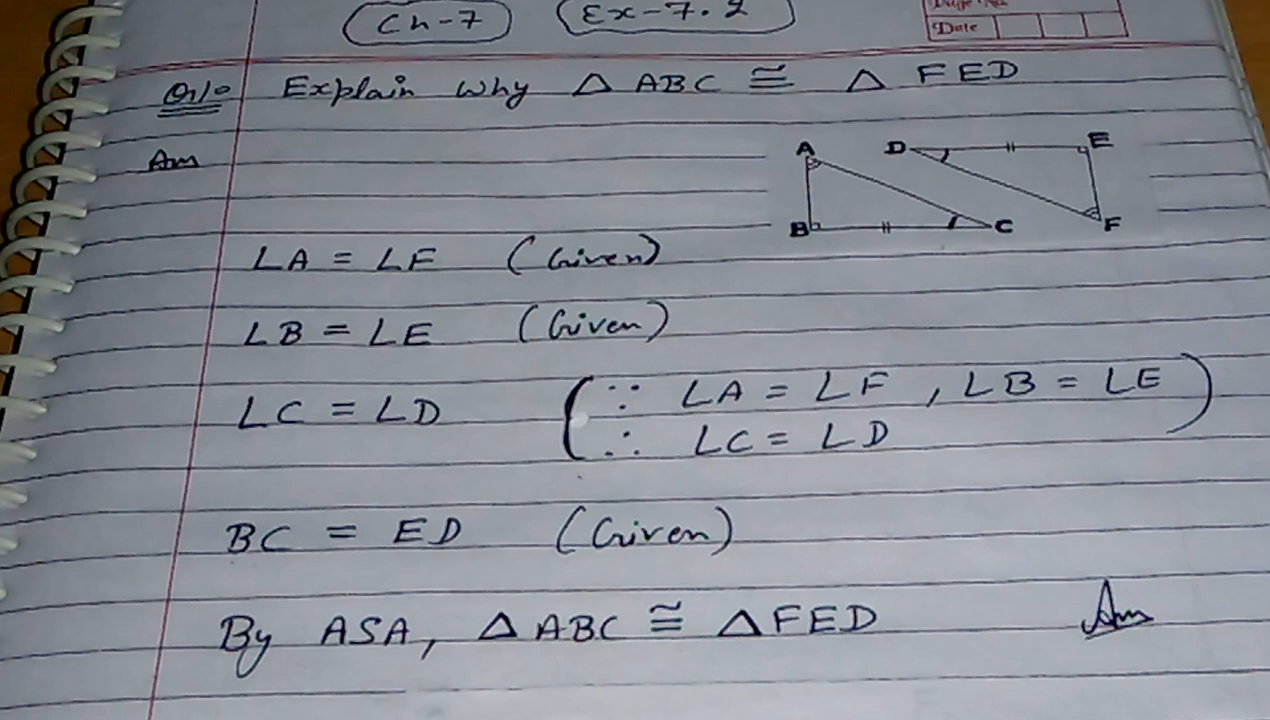 Ch-7 Ex-7.2
Date
Q10 Explain why △ ABC ≅ △ FED
Ans
A D E
B C F
∠A = ∠F (Given)
∠B = ∠E (Given)
∠C = ∠D (∵ ∠A = ∠F , ∠B = ∠E)
∴ ∠C = ∠D
BC = ED (Given)
By ASA, △ABC ≅ △FED Ans